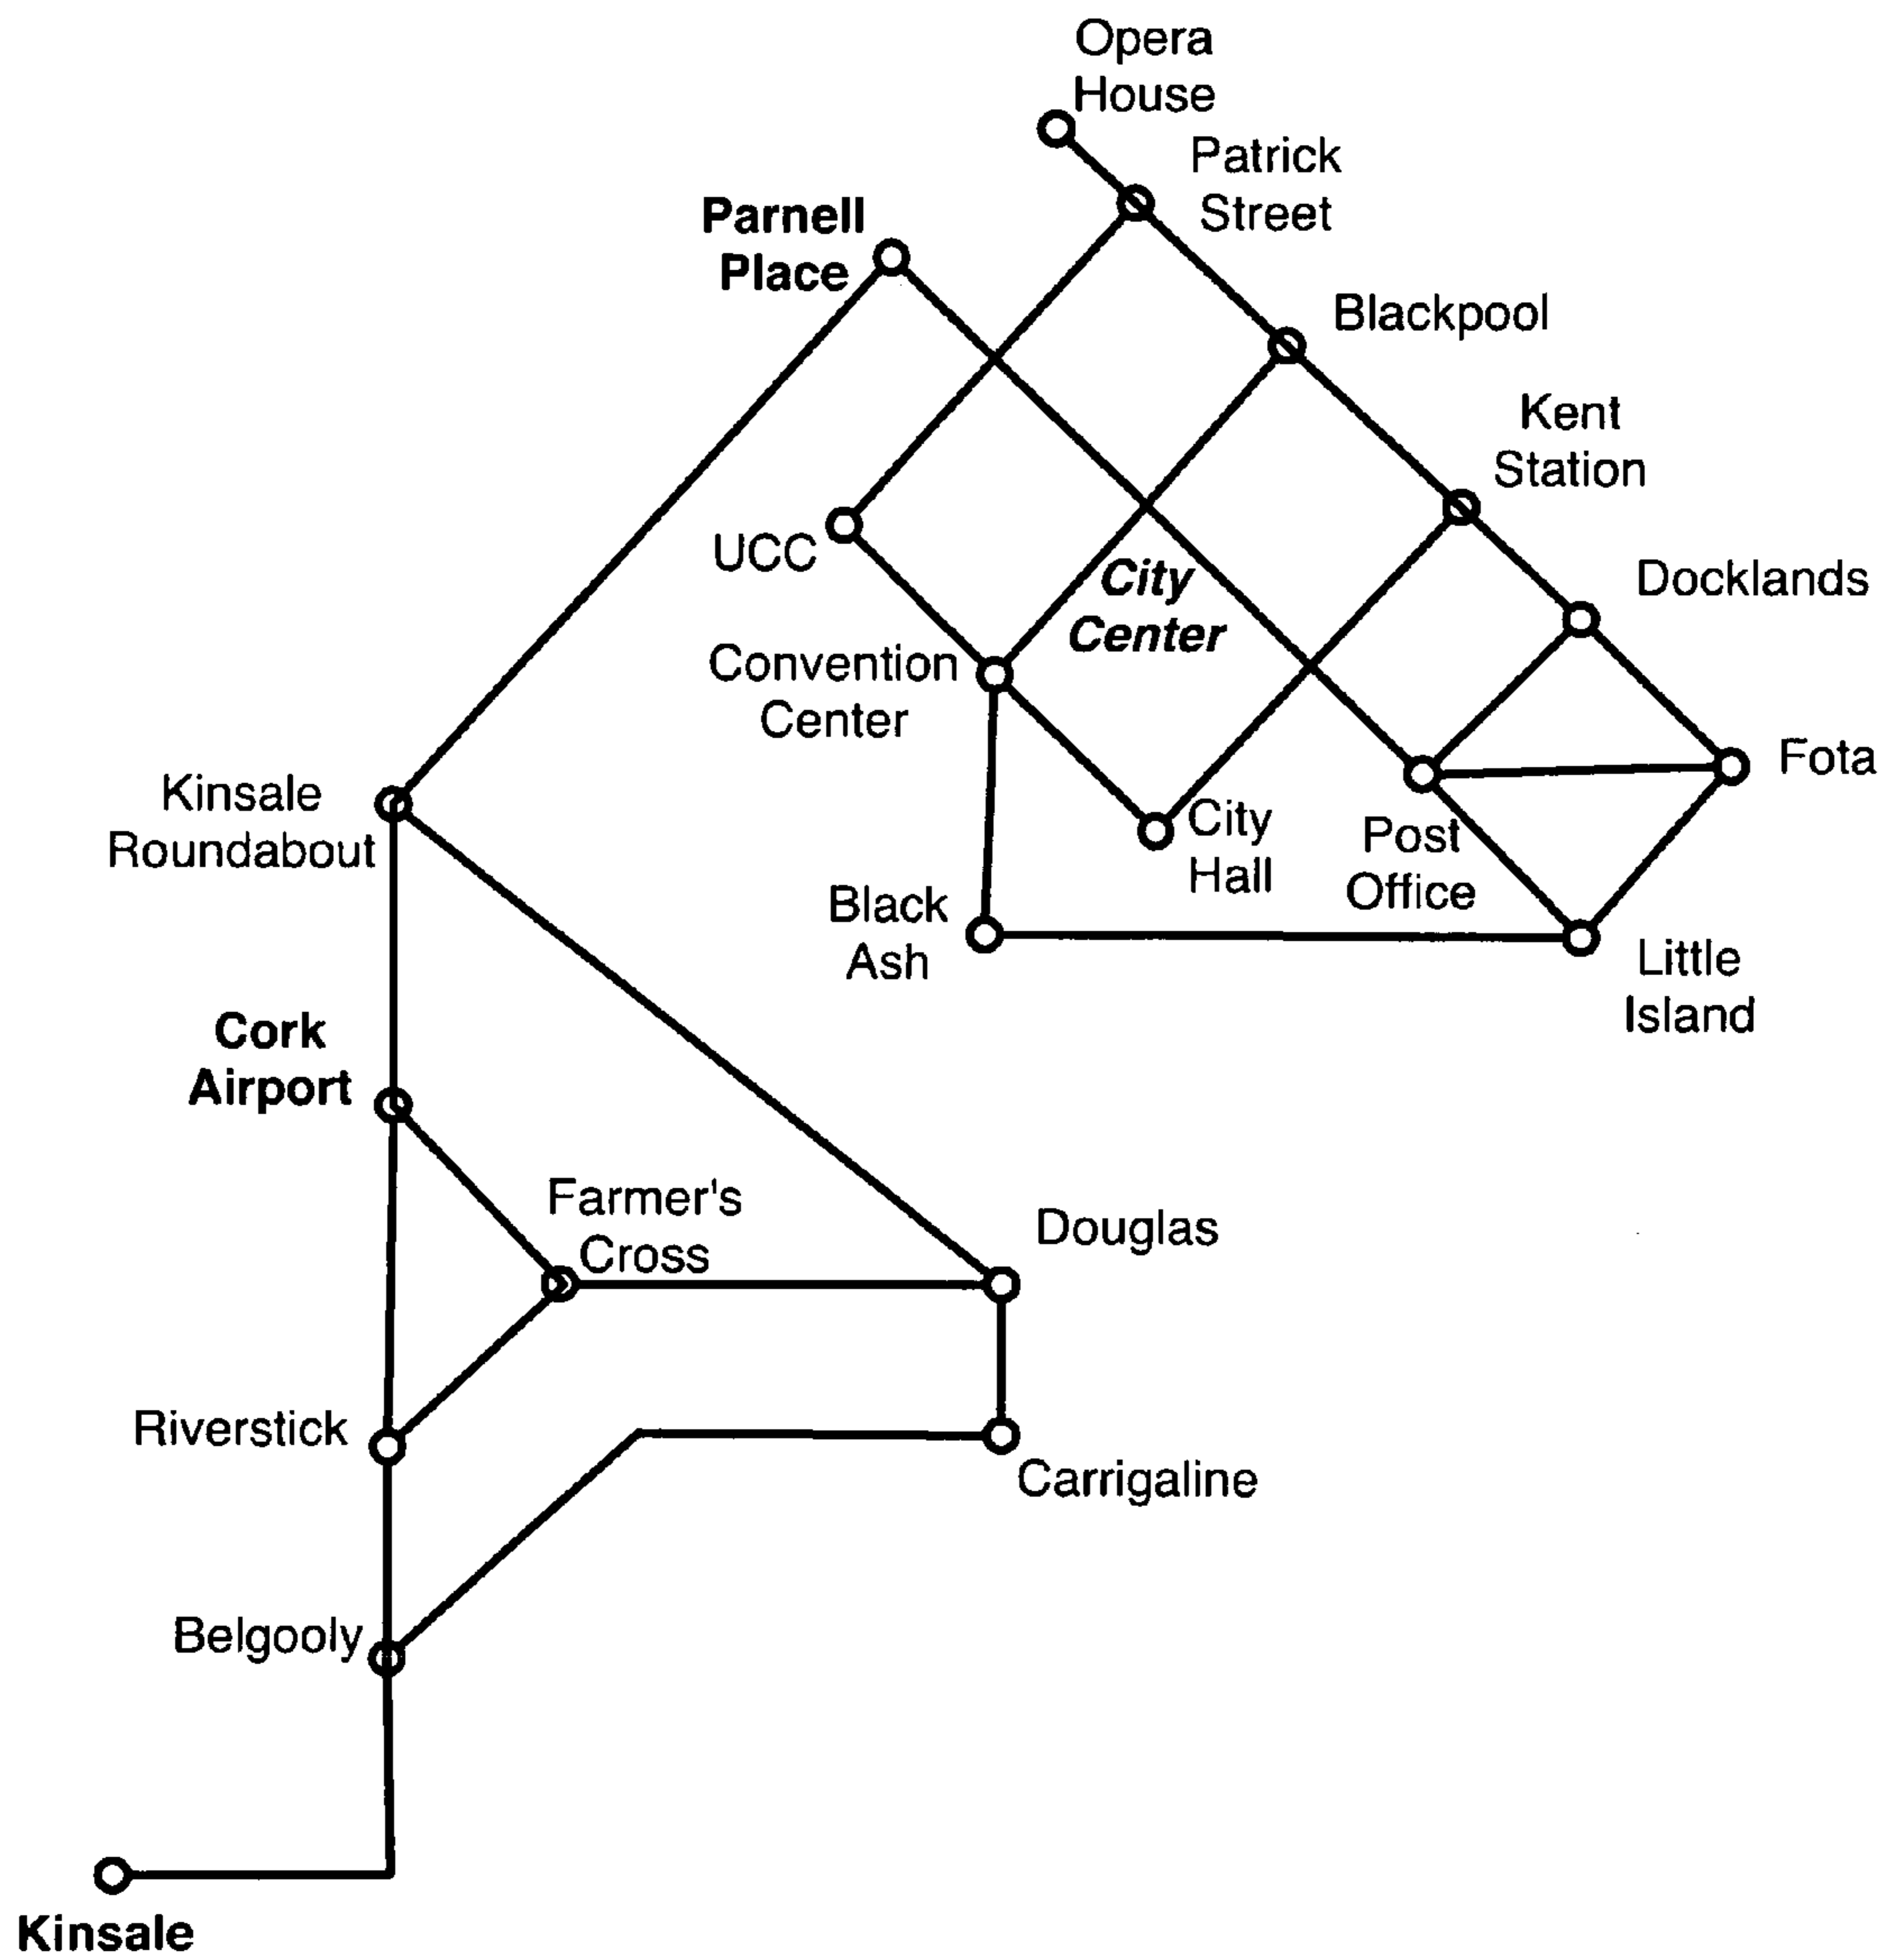 Opera
House
Patrick
Street
Parnell
Place
Blackpool
Kent
Station
UCC
City
Center
Docklands
Convention
Center
Fota
Kinsale
Roundabout
City
Hall
Post
Office
Black
Ash
Little
Island
Cork
Airport
Farmer's
Cross
Douglas
Riverstick
Carrigaline
Belgooly
Kinsale